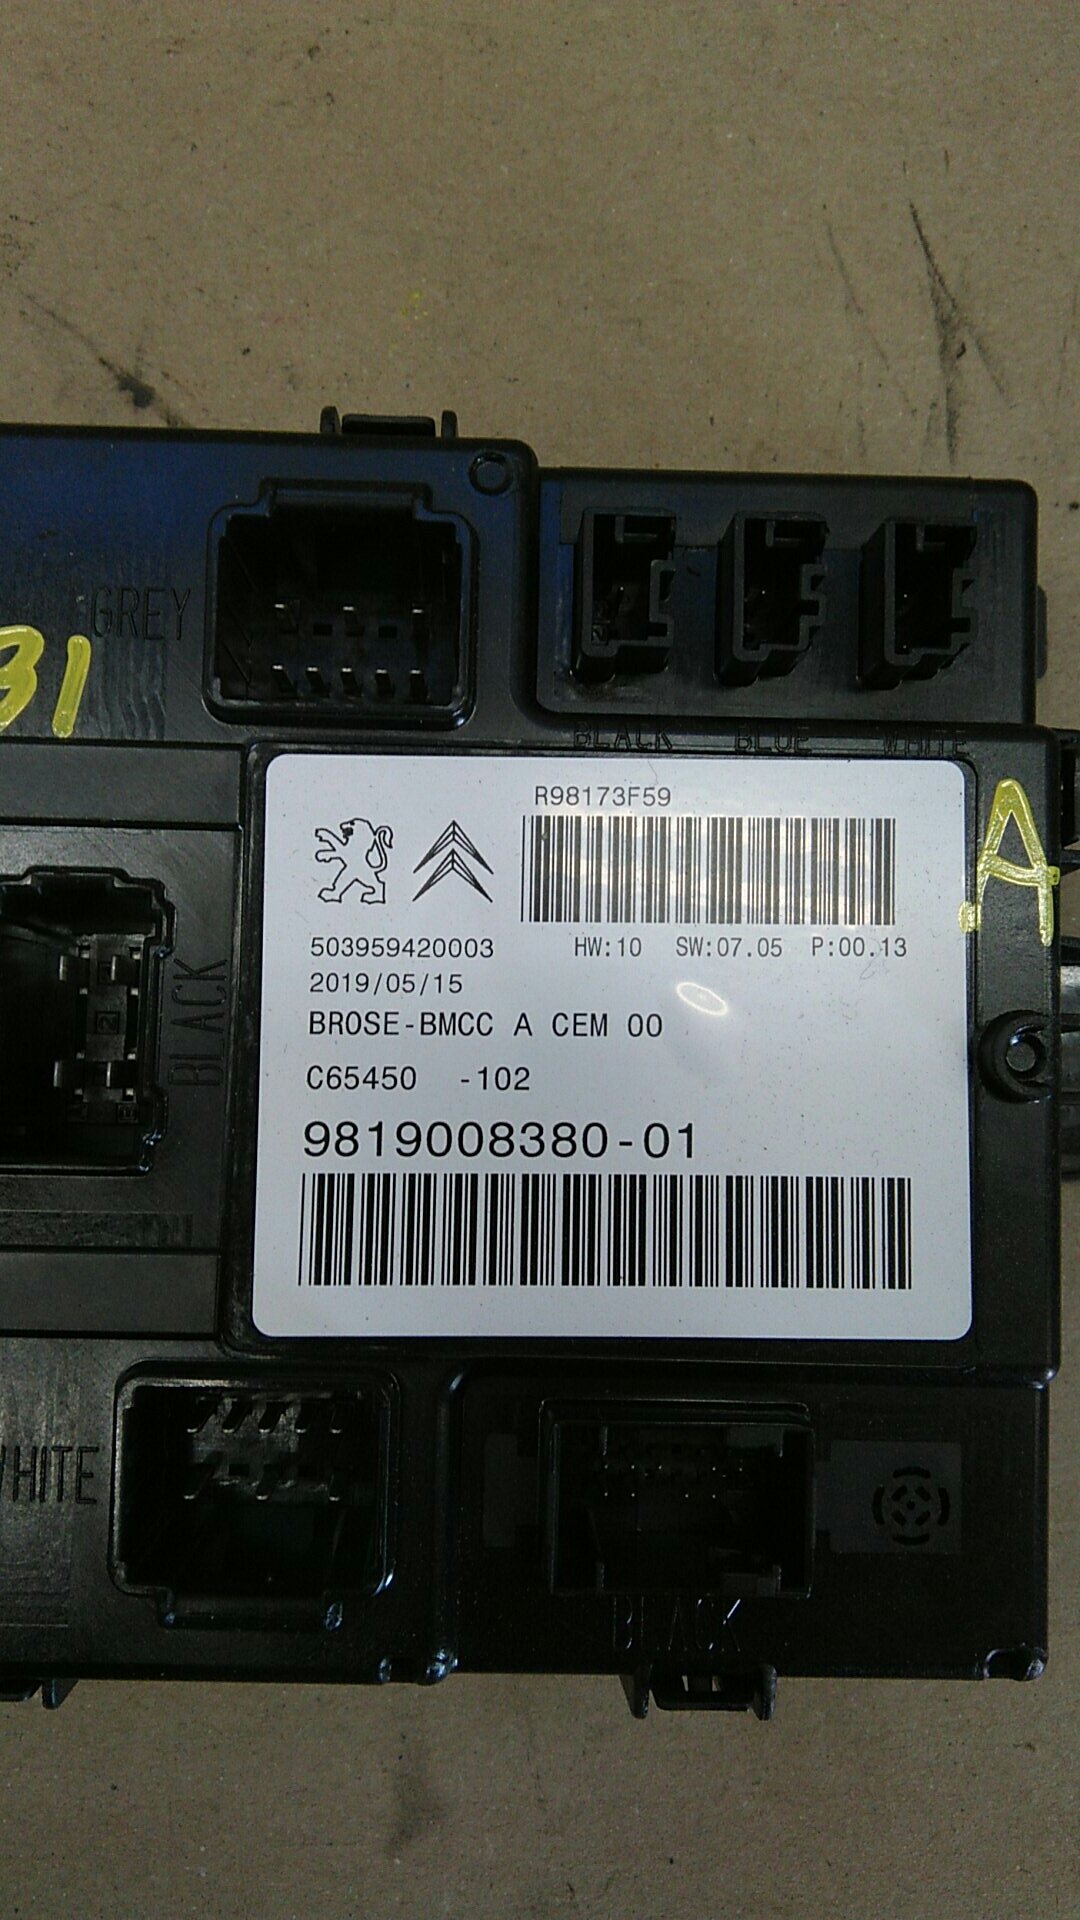 GREY
31
BLACK BLUE WHITE
R98173F59
A
503959420003 HW:10 SW:07.05 P:00.13
2019/05/15
BROSE-BMCC A CEM 00
BLACK
C65450 -102
9819008380-01
WHITE
BLACK